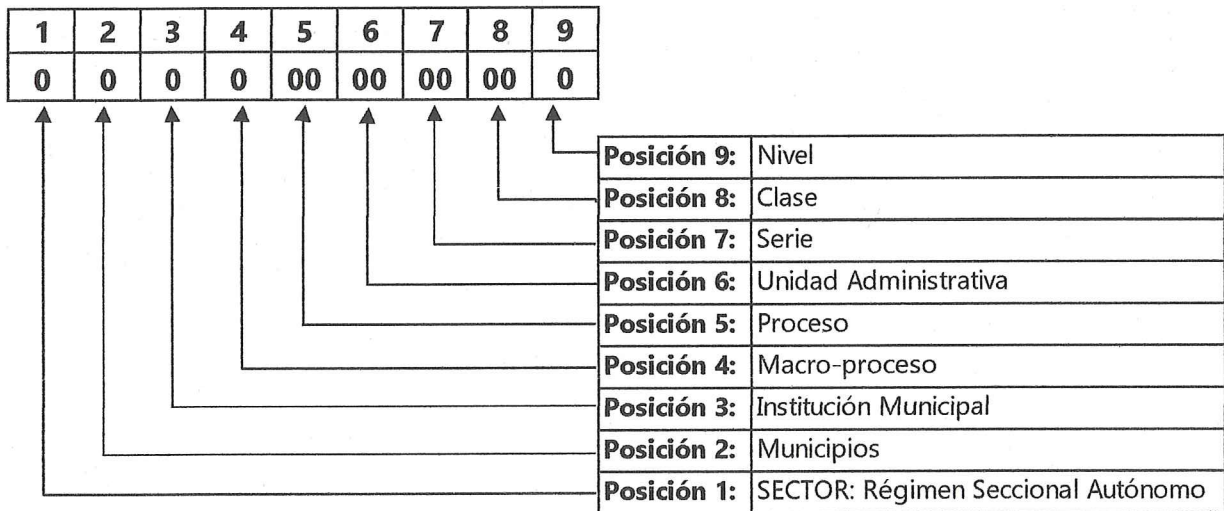 1 2 3 4 5 6 7 8 9
0 0 0 0 00 00 00 00 0
Posición 9: Nivel
Posición 8: Clase
Posición 7: Serie
Posición 6: Unidad Administrativa
Posición 5: Proceso
Posición 4: Macro-proceso
Posición 3: Institución Municipal
Posición 2: Municipios
Posición 1: SECTOR: Régimen Seccional Autónomo